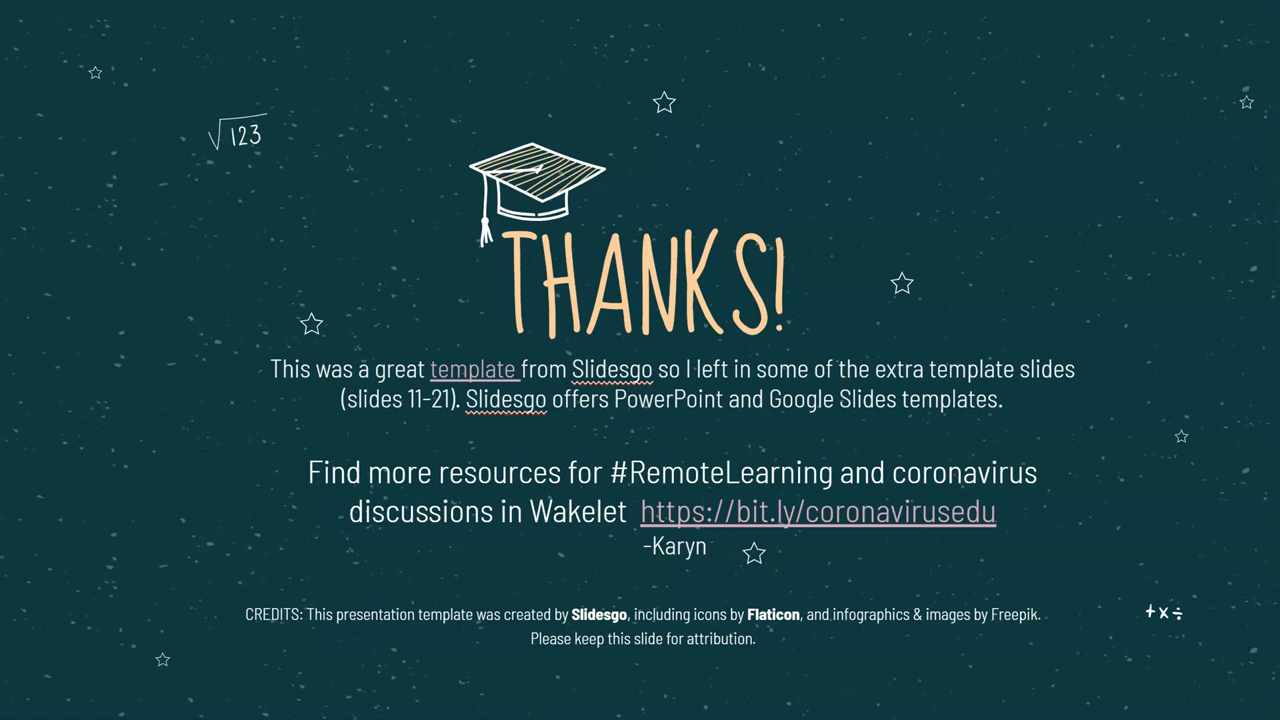 √123
THANKS!
This was a great template from Slidesgo so I left in some of the extra template slides
(slides 11-21). Slidesgo offers PowerPoint and Google Slides templates.
Find more resources for #RemoteLearning and coronavirus
discussions in Wakelet https://bit.ly/coronavirusedu
-Karyn
CREDITS: This presentation template was created by Slidesgo, including icons by Flaticon, and infographics & images by Freepik.
Please keep this slide for attribution.
+×÷